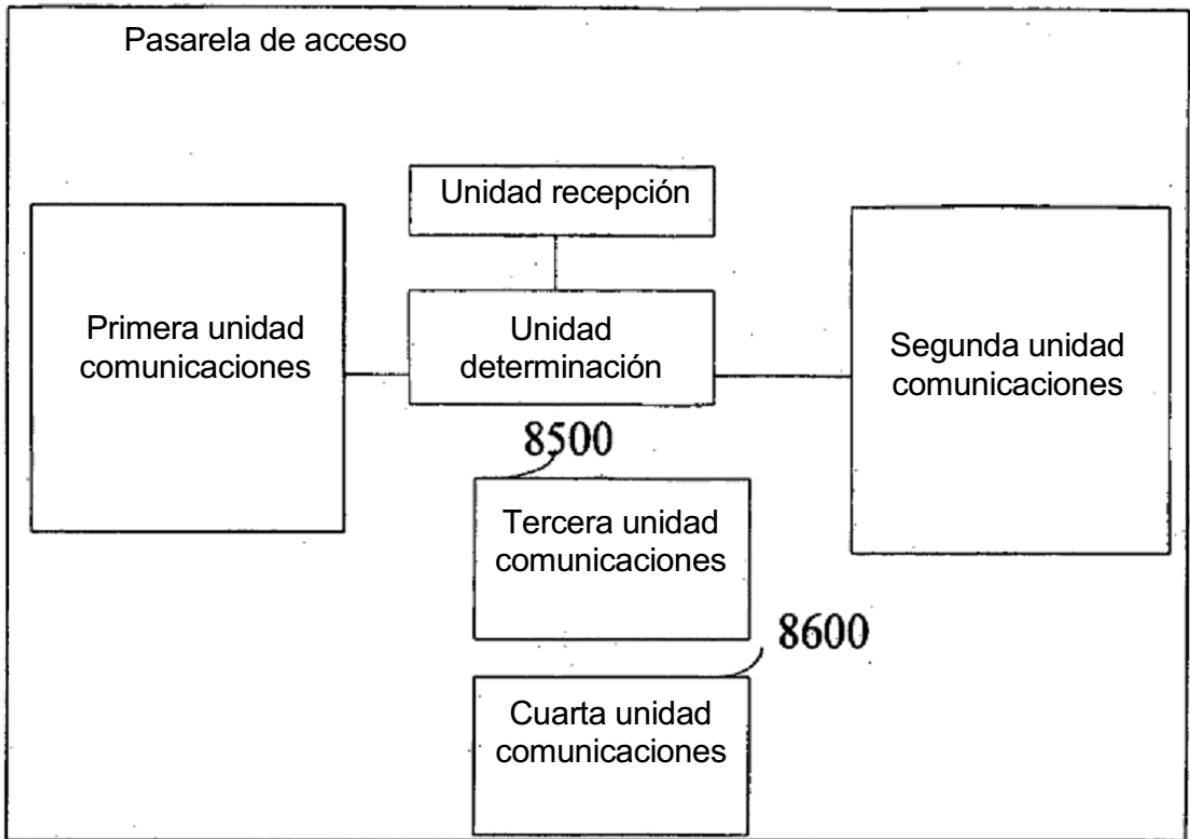 Pasarela de acceso
Unidad recepción
Primera unidad
comunicaciones
Unidad
determinación
Segunda unidad
comunicaciones
8500
Tercera unidad
comunicaciones
8600
Cuarta unidad
comunicaciones